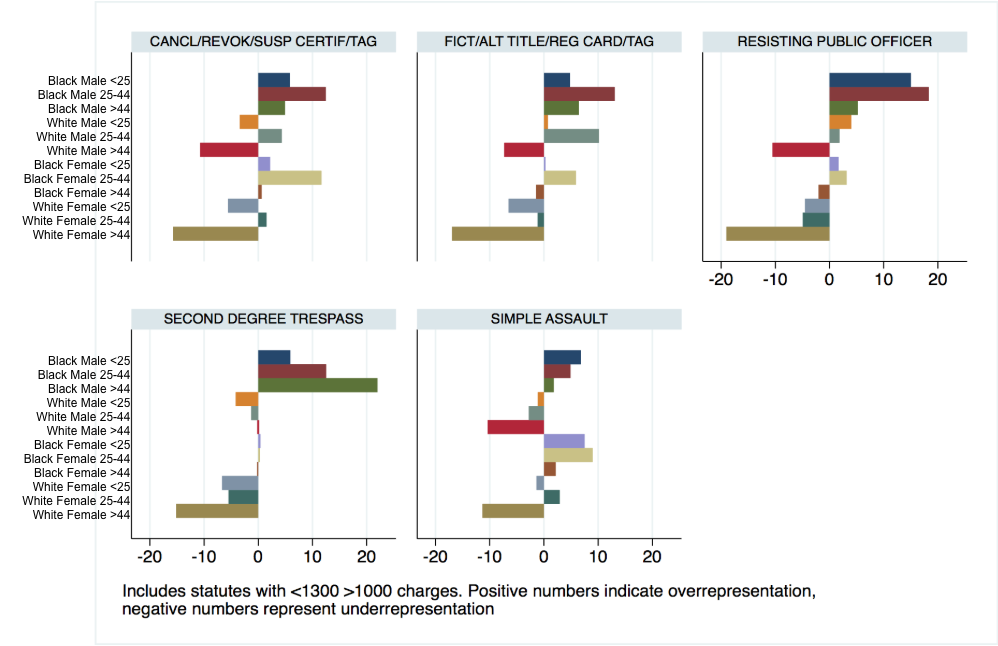 CANCL/REVOK/SUSP CERTIF/TAG
FICT/ALT TITLE/REG CARD/TAG
RESISTING PUBLIC OFFICER
Black Male <25
Black Male 25-44
Black Male >44
White Male <25
White Male 25-44
White Male >44
Black Female <25
Black Female 25-44
Black Female >44
White Female <25
White Female 25-44
White Female >44
-20 -10 0 10 20
SECOND DEGREE TRESPASS
SIMPLE ASSAULT
Black Male <25
Black Male 25-44
Black Male >44
White Male <25
White Male 25-44
White Male >44
Black Female <25
Black Female 25-44
Black Female >44
White Female <25
White Female 25-44
White Female >44
-20 -10 0 10 20
-20 -10 0 10 20
Includes statutes with <1300 >1000 charges. Positive numbers indicate overrepresentation,
negative numbers represent underrepresentation